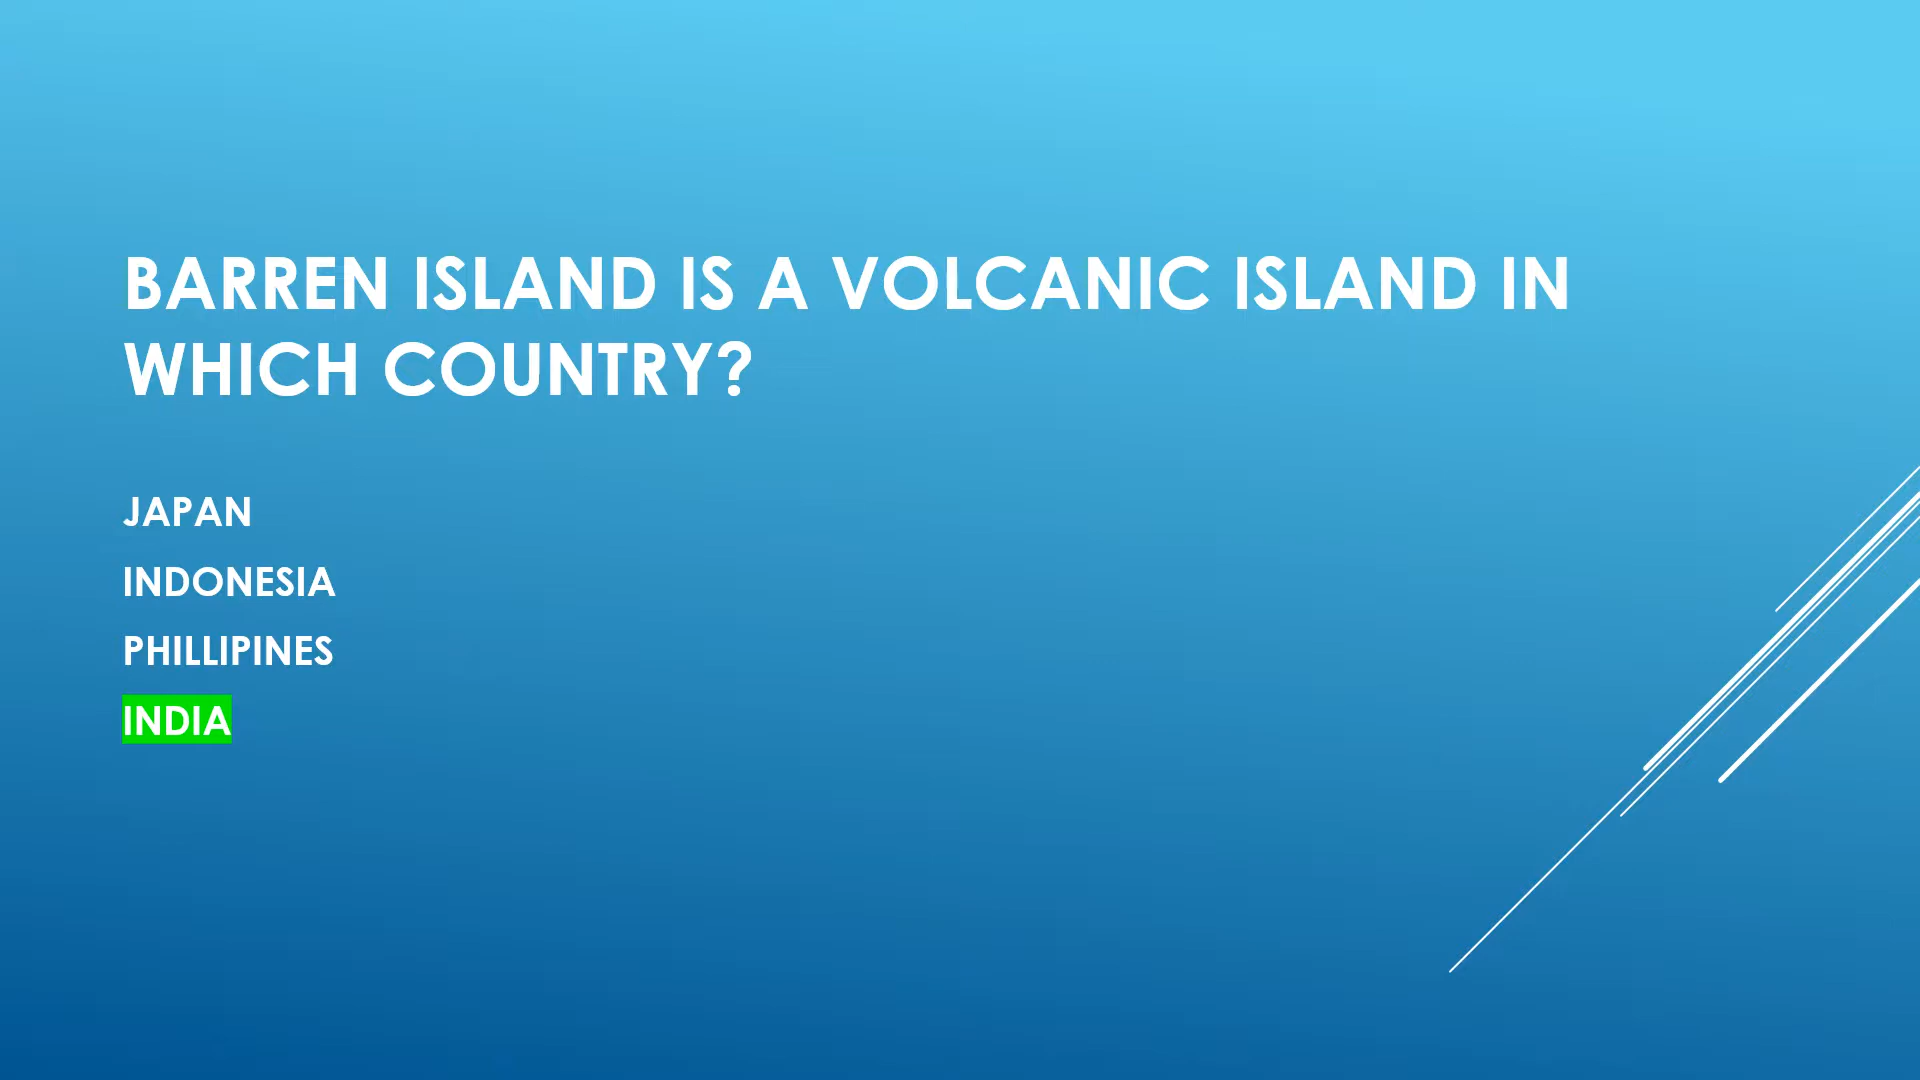 BARREN ISLAND IS A VOLCANIC ISLAND IN
WHICH COUNTRY?
JAPAN
INDONESIA
PHILLIPINES
INDIA